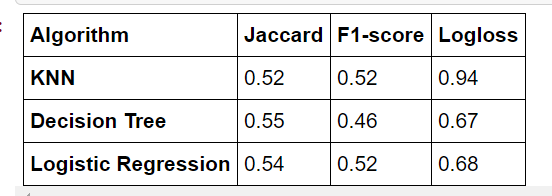 Algorithm Jaccard F1-score Logloss
KNN 0.52 0.52 0.94
Decision Tree 0.55 0.46 0.67
Logistic Regression 0.54 0.52 0.68